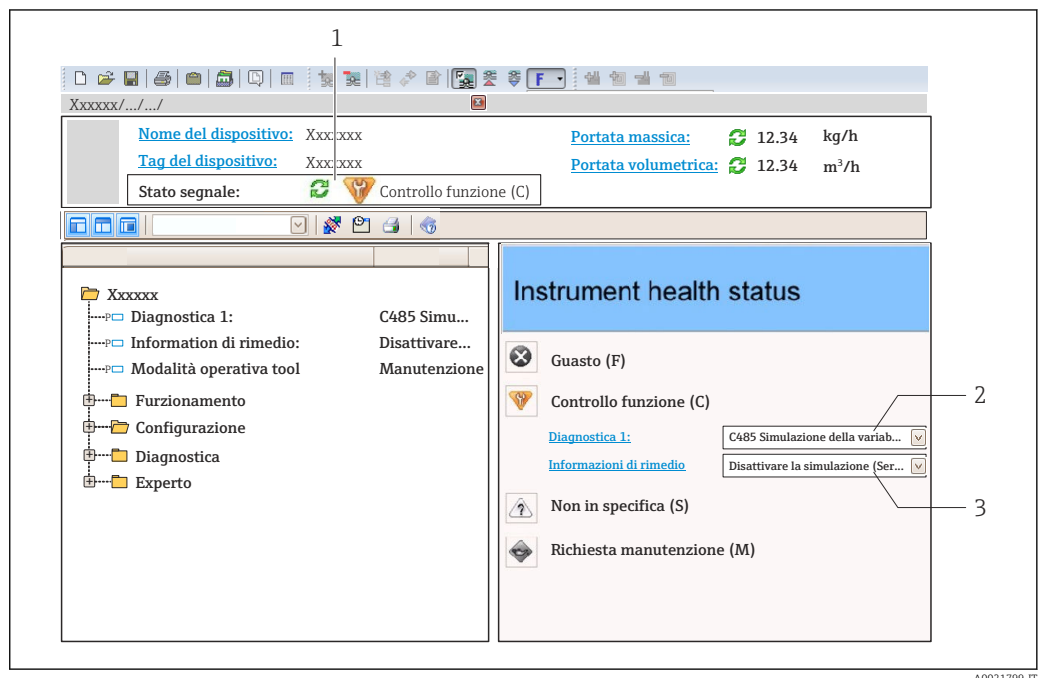 1
F
Xxxxxx/.../.../
Nome del dispositivo: Xxxxxxx Portata massica: 12.34 kg/h
Tag del dispositivo: Xxxxxxx Portata volumetrica: 12.34 m³/h
Stato segnale: Controllo funzione (C)
Xxxxxx
P Diagnostica 1: C485 Simu...
P Information di rimedio: Disattivare...
P Modalità operativa tool Manutenzione
Furzionamento
Configurazione
Diagnostica
Experto
Instrument health status
Guasto (F)
Controllo funzione (C)
2
Diagnostica 1: C485 Simulazione della variab...
Informazioni di rimedio Disattivare la simulazione (Ser...
Non in specifica (S)
3
Richiesta manutenzione (M)
A0021799-IT